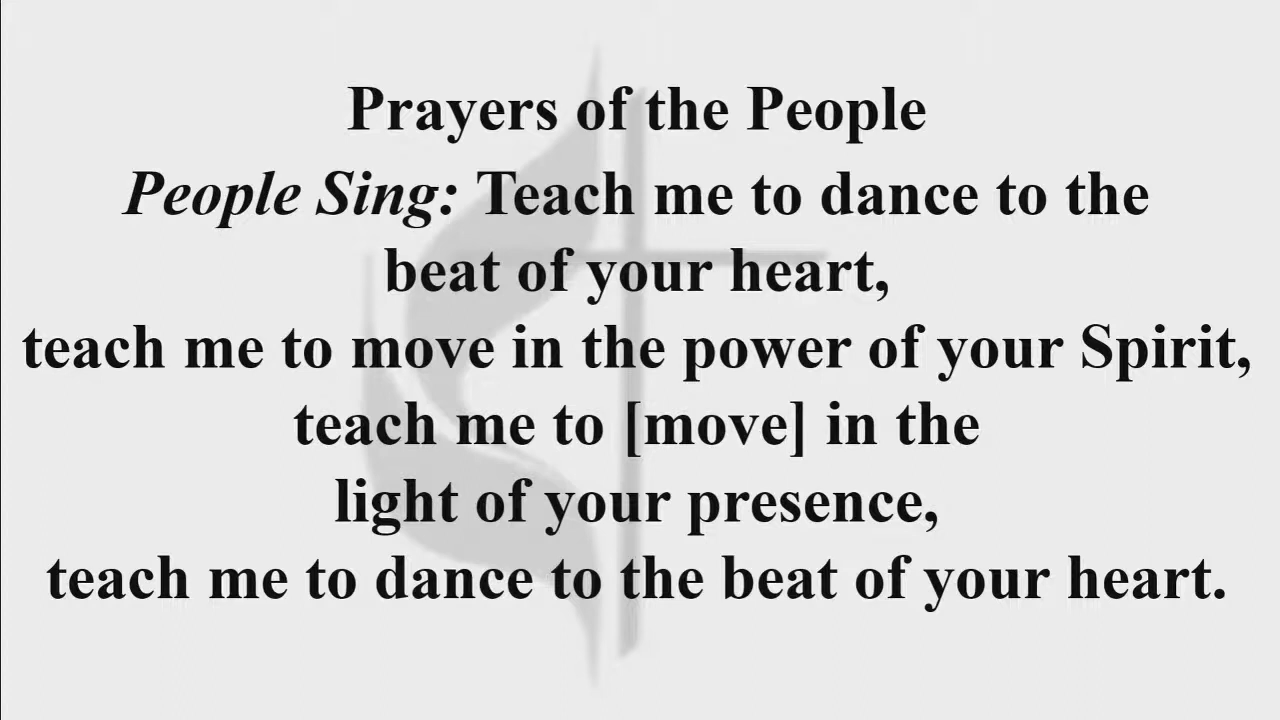 Prayers of the People
People Sing: Teach me to dance to the
beat of your heart,
teach me to move in the power of your Spirit,
teach me to [move] in the
light of your presence,
teach me to dance to the beat of your heart.